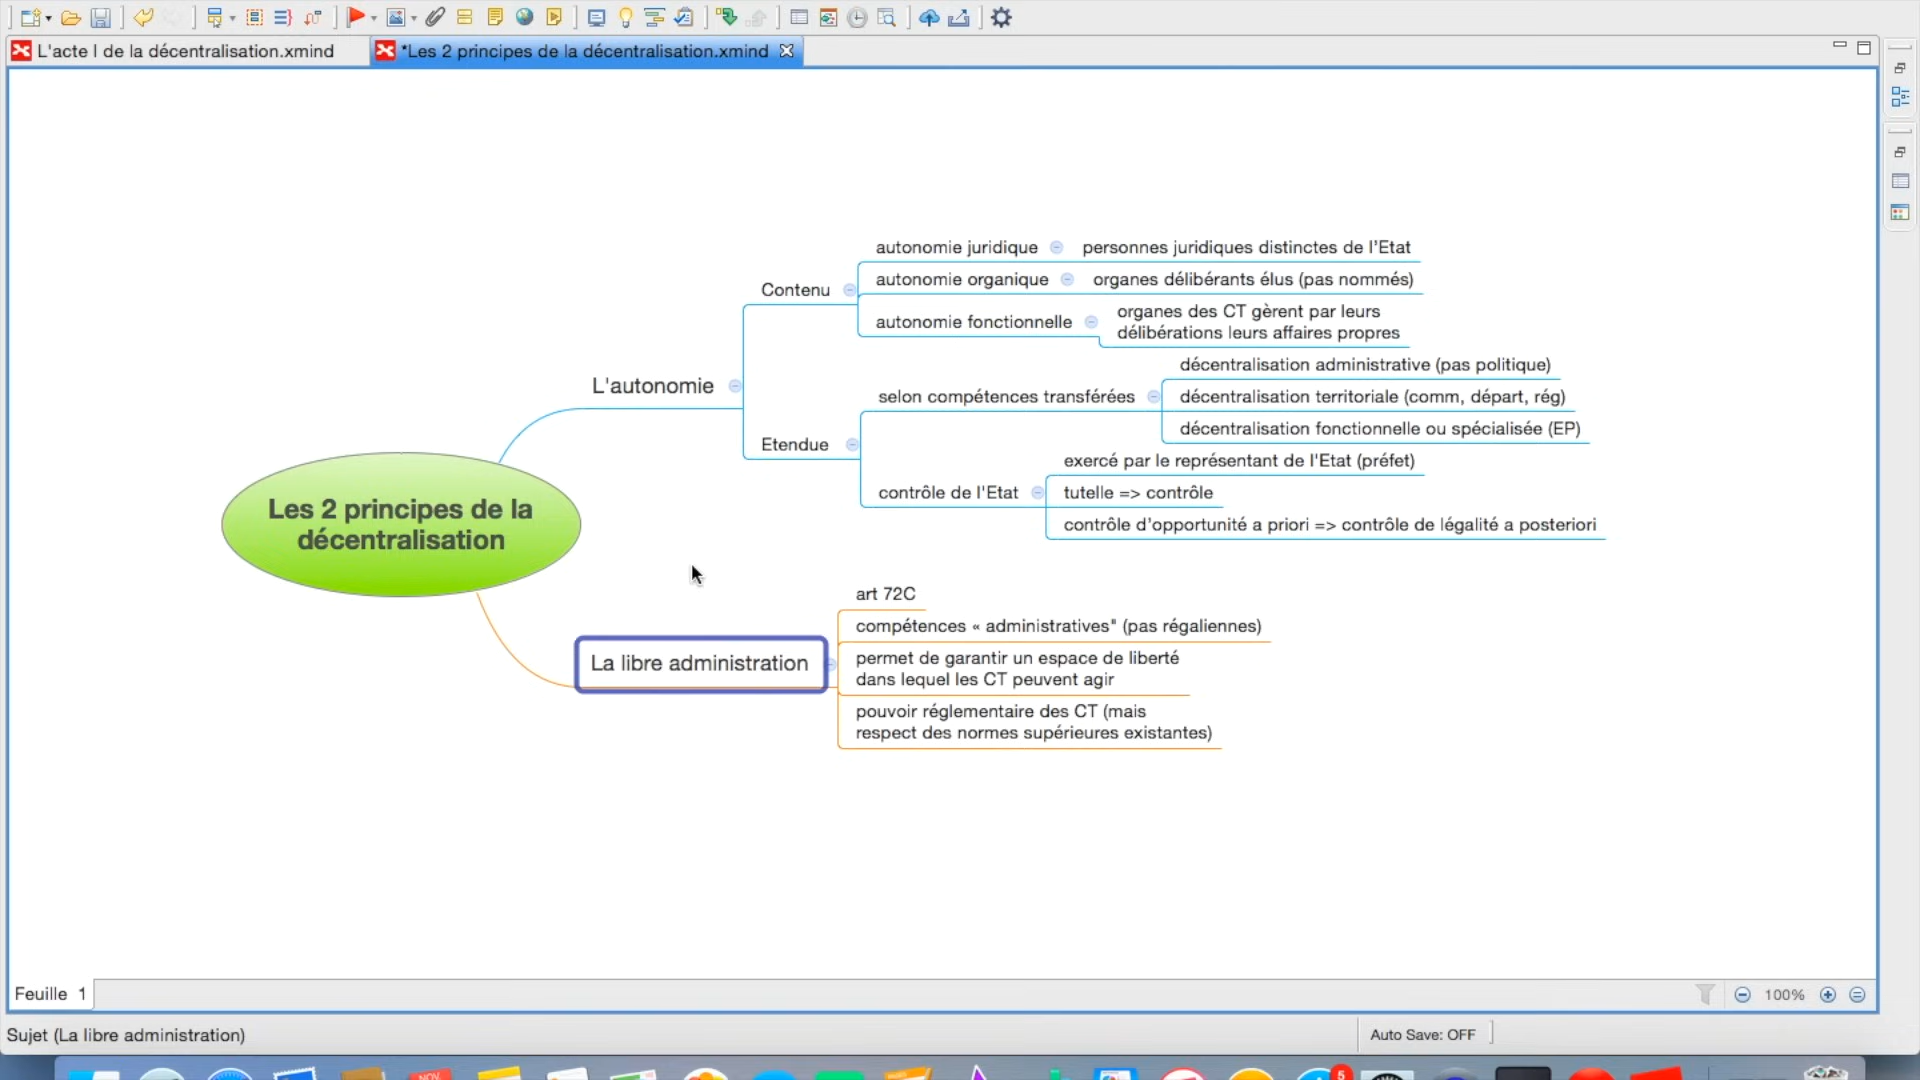 L'acte I de la décentralisation.xmind
*Les 2 principes de la décentralisation.xmind
autonomie juridique
personnes juridiques distinctes de l'Etat
autonomie organique
organes délibérants élus (pas nommés)
Contenu
autonomie fonctionnelle
organes des CT gèrent par leurs
délibérations leurs affaires propres
L'autonomie
décentralisation administrative (pas politique)
selon compétences transférées
décentralisation territoriale (comm, départ, rég)
décentralisation fonctionnelle ou spécialisée (EP)
Etendue
exercé par le représentant de l'Etat (préfet)
contrôle de l'Etat
tutelle => contrôle
contrôle d'opportunité a priori => contrôle de légalité a posteriori
Les 2 principes de la
décentralisation
art 72C
compétences « administratives" (pas régaliennes)
La libre administration
permet de garantir un espace de liberté
dans lequel les CT peuvent agir
pouvoir réglementaire des CT (mais
respect des normes supérieures existantes)
Feuille 1
100%
Sujet (La libre administration)
Auto Save: OFF
NOV
5